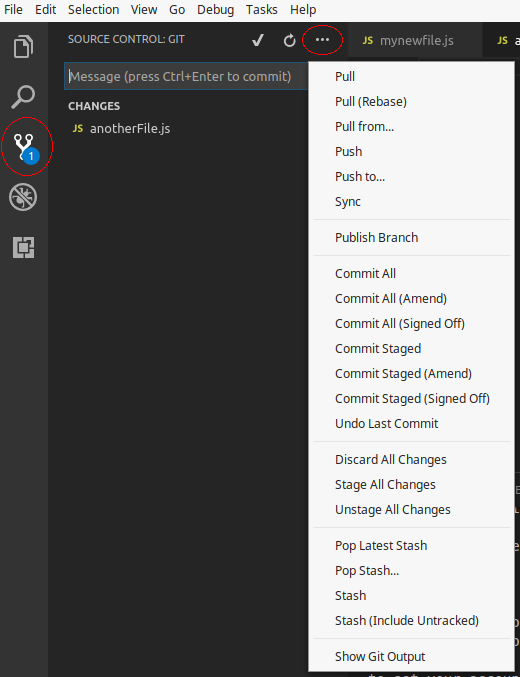 File Edit Selection View Go Debug Tasks Help
SOURCE CONTROL: GIT
JS mynewfile.js
JS
Message (press Ctrl+Enter to commit)
CHANGES
JS anotherFile.js
1
Pull
Pull (Rebase)
Pull from...
Push
Push to...
Sync
Publish Branch
Commit All
Commit All (Amend)
Commit All (Signed Off)
Commit Staged
Commit Staged (Amend)
Commit Staged (Signed Off)
Undo Last Commit
Discard All Changes
Stage All Changes
Unstage All Changes
Pop Latest Stash
Pop Stash...
Stash
Stash (Include Untracked)
Show Git Output